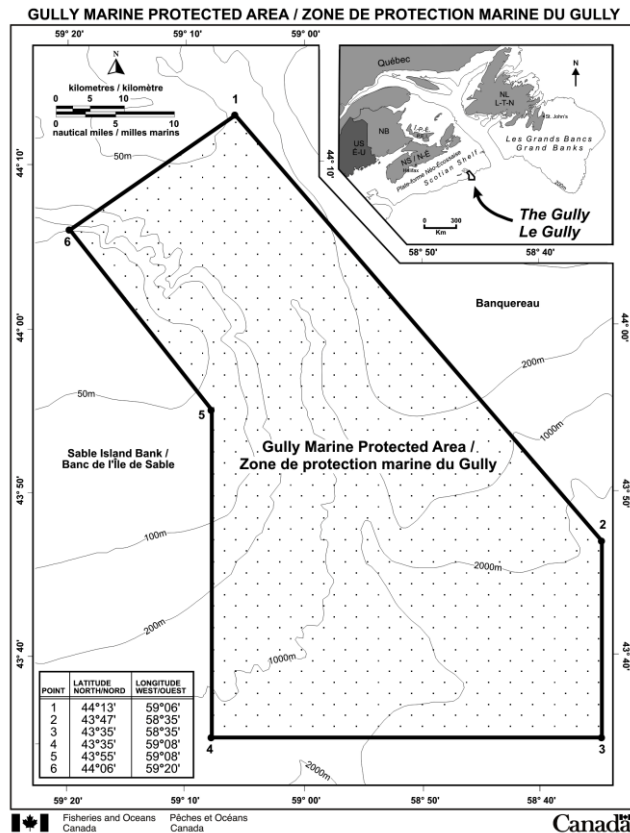 GULLY MARINE PROTECTED AREA / ZONE DE PROTECTION MARINE DU GULLY
59° 20'
59° 10'
59° 00'
N
kilometres / kilomètre
0 5 10
0 5 10
nautical miles / milles marins
50m
44° 10'
44° 10'
1
6
Québec
N
NL
L-T-N
St. John's
NB
I.P.E.
US
É-U
NS / N-É
Halifax
Plate-forme Néo-Écossaise
Scotian Shelf
Les Grands Bancs
Grand Banks
200m
0 300
Km
The Gully
Le Gully
58° 50'
58° 40'
Banquereau
44° 00'
44° 00'
200m
50m
5
1000m
Sable Island Bank /
Banc de l'Île de Sable
Gully Marine Protected Area /
Zone de protection marine du Gully
43° 50'
43° 50'
2
100m
2000m
200m
1000m
43° 40'
43° 40'
POINT LATITUDE NORTH/NORD LONGITUDE WEST/OUEST
1 44°13' 59°06'
2 43°47' 58°35'
3 43°35' 58°35'
4 43°35' 59°08'
5 43°55' 59°08'
6 44°06' 59°20'
4
3
2000m
59° 20'
59° 10'
59° 00'
58° 50'
58° 40'
Fisheries and Oceans
Canada
Pêches et Océans
Canada
Canada